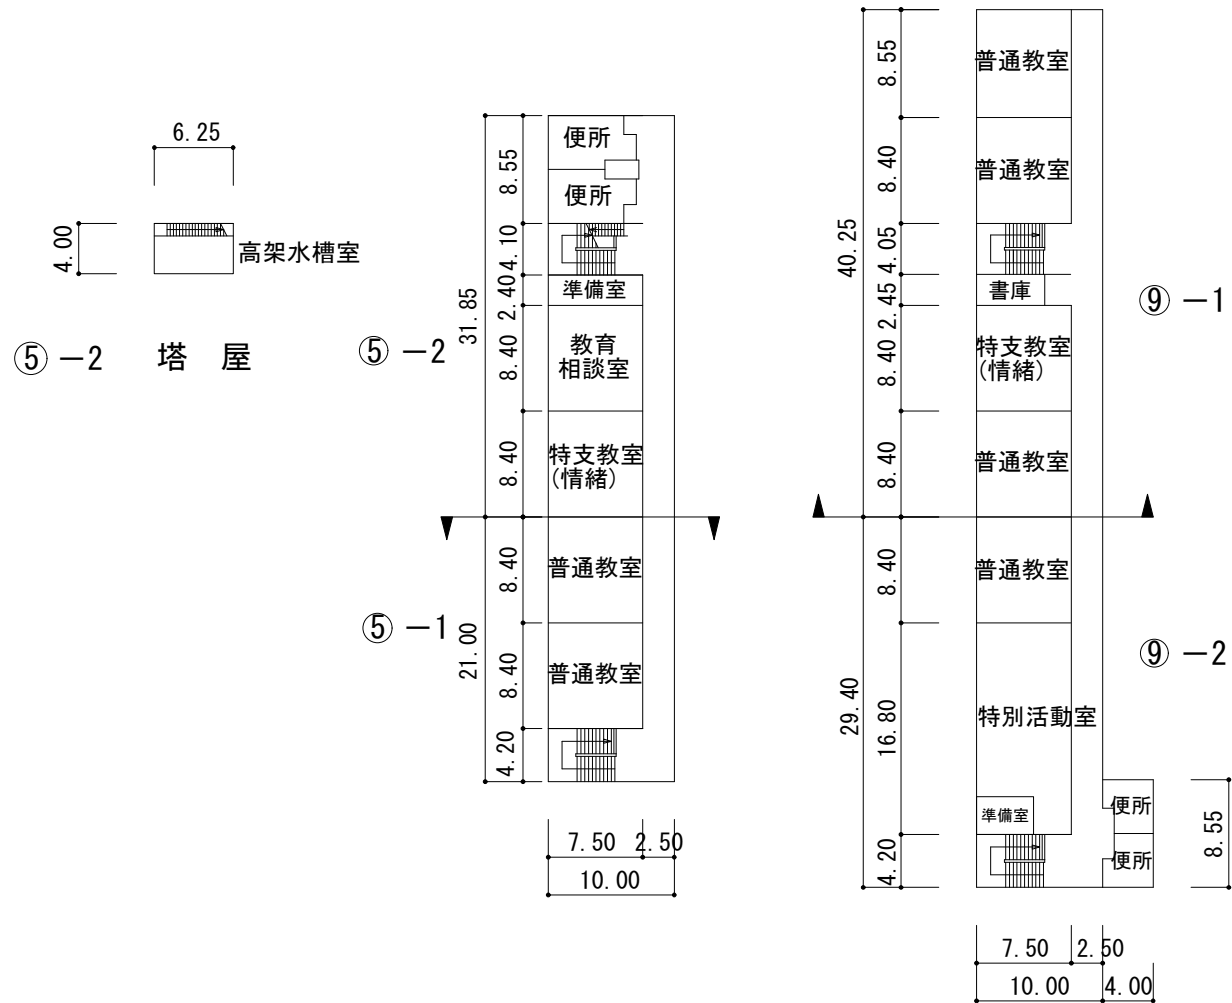 6.25
4.00
高架水槽室
⑤ －2 塔 屋
8.55
4.10
2.40
8.40
8.40
31.85
8.40
8.40
4.20
21.00
便所
便所
準備室
教育
相談室
特支教室
(情緒)
普通教室
普通教室
⑤ －2
⑤ －1
7.50 2.50
10.00
8.55
8.40
4.05
2.45
8.40
8.40
40.25
8.40
16.80
4.20
29.40
普通教室
普通教室
書庫
特支教室
(情緒)
普通教室
普通教室
特別活動室
準備室
便所
便所
8.55
⑨ －1
⑨ －2
7.50 2.50
10.00 4.00